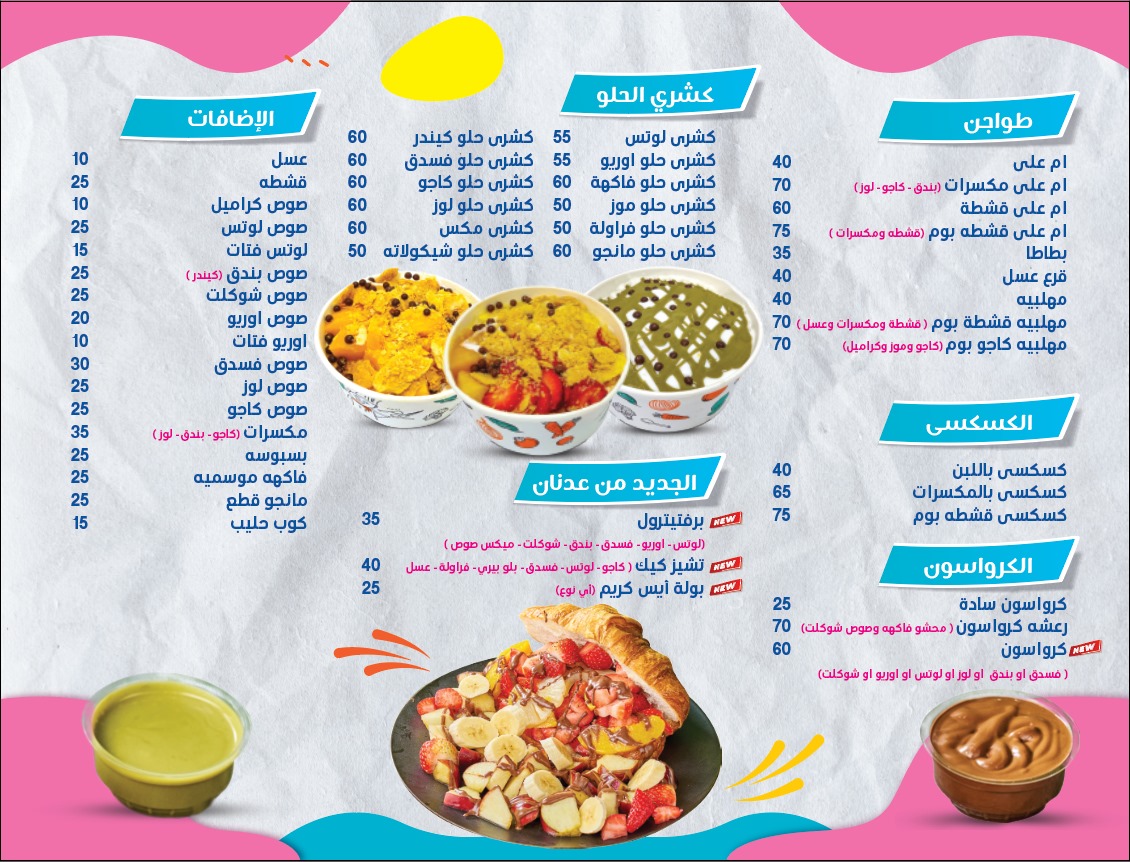 طواجن
ام على 40
ام على مكسرات (بندق - كاجو - لوز) 70
ام على قشطة 60
ام على قشطه بوم (قشطه ومكسرات) 75
بطاطا 35
قرع عسل 40
مهلبيه 40
مهلبيه قشطة بوم (قشطة ومكسرات وعسل) 70
مهلبيه كاجو بوم (كاجو وموز وكراميل) 70
الكسكسى
كسكسى باللبن 40
كسكسى بالمكسرات 65
كسكسى قشطه بوم 75
الكرواسون
كرواسون سادة 25
رعشه كرواسون (محشو فاكهه وصوص شوكلت) 70
NEW كرواسون 60
(فسدق او بندق او لوز او لوتس او اوريو او شوكلت)
كشري الحلو
كشرى لوتس 55
كشرى حلو اوريو 55
كشرى حلو فاكهة 60
كشرى حلو موز 50
كشرى حلو فراولة 50
كشرى حلو مانجو 60
كشرى حلو كيندر 60
كشرى حلو فسدق 60
كشرى حلو كاجو 60
كشرى حلو لوز 60
كشرى مكس 60
كشرى حلو شيكولاته 50
الجديد من عدنان
NEW برفتيترول 35
(لوتس - اوريو - فسدق - بندق - شوكلت - ميكس صوص)
NEW تشيز كيك (كاجو - لوتس - فسدق - بلو بيري - فراولة - عسل 40
NEW بولة أيس كريم (أي نوع) 25
الإضافات
عسل 10
قشطه 25
صوص كراميل 10
صوص لوتس 25
لوتس فتات 15
صوص بندق (كيندر) 25
صوص شوكلت 25
صوص اوريو 20
اوريو فتات 10
صوص فسدق 30
صوص لوز 25
صوص كاجو 25
مكسرات (كاجو - بندق - لوز) 35
بسبوسه 25
فاكهه موسميه 25
مانجو قطع 25
كوب حليب 15